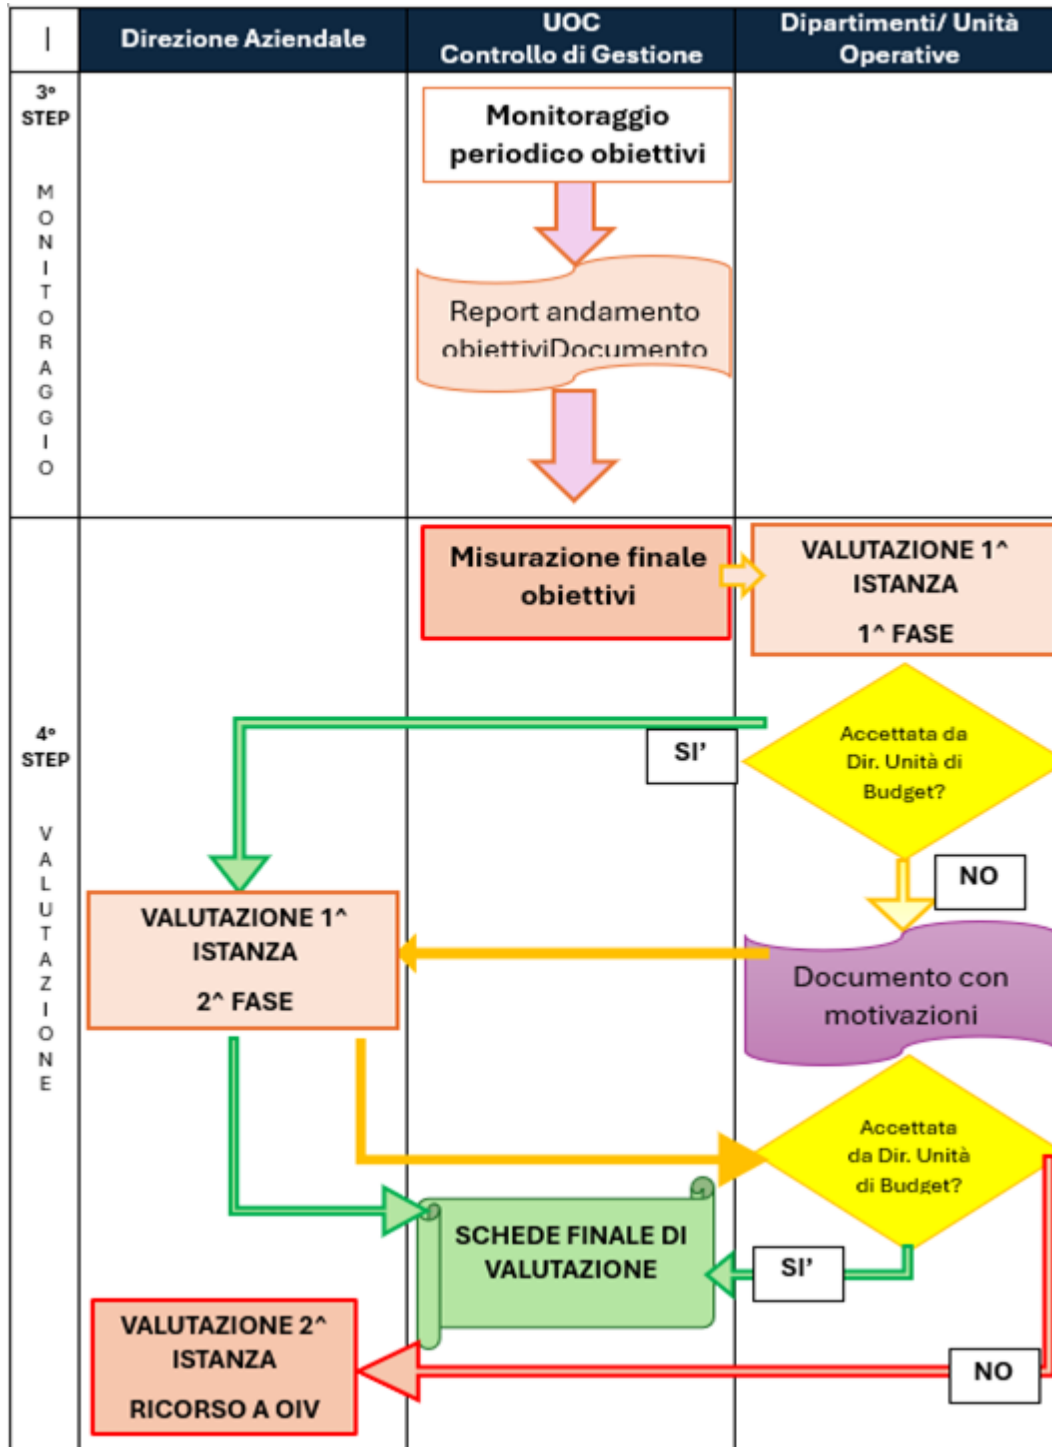 Direzione Aziendale
UOC
Controllo di Gestione
Dipartimenti/ Unità
Operative
3°
STEP
M
O
N
I
T
O
R
A
G
G
I
O
Monitoraggio
periodico obiettivi
Report andamento
obiettiviDocumento
4°
STEP
V
A
L
U
T
A
Z
I
O
N
E
Misurazione finale
obiettivi
VALUTAZIONE 1^
ISTANZA
1^ FASE
Accettata da
Dir. Unità di
Budget?
SI’
NO
VALUTAZIONE 1^
ISTANZA
2^ FASE
Documento con
motivazioni
Accettata
da Dir. Unità
di Budget?
SCHEDE FINALE DI
VALUTAZIONE
SI’
VALUTAZIONE 2^
ISTANZA
RICORSO A OIV
NO